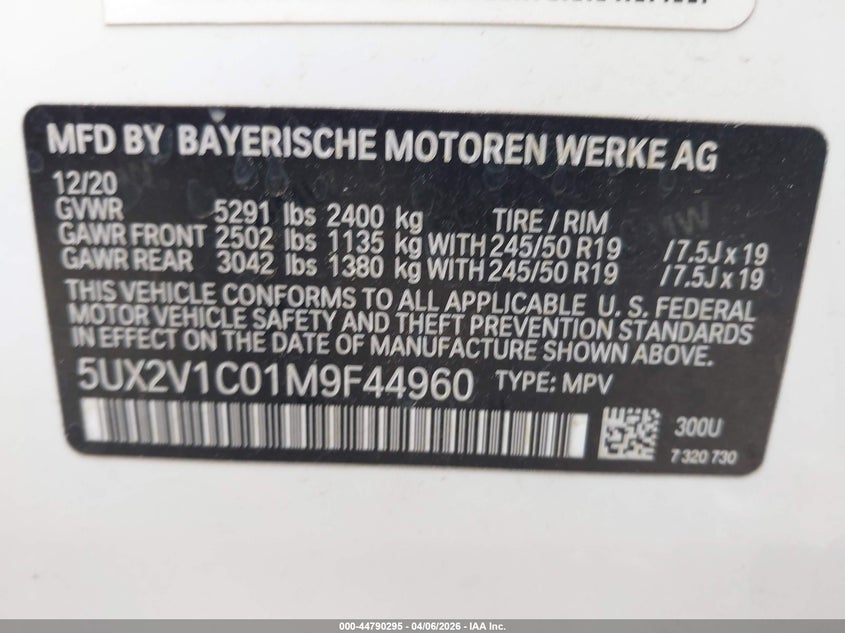 MFD BY BAYERISCHE MOTOREN WERKE AG
12/20
GVWR 5291 lbs 2400 kg TIRE / RIM
GAWR FRONT 2502 lbs 1135 kg WITH 245/50 R19 /7.5J x 19
GAWR REAR 3042 lbs 1380 kg WITH 245/50 R19 /7.5J x 19
THIS VEHICLE CONFORMS TO ALL APPLICABLE U. S. FEDERAL
MOTOR VEHICLE SAFETY AND THEFT PREVENTION STANDARDS
IN EFFECT ON THE DATE OF MANUFACTURE SHOWN ABOVE.
5UX2V1C01M9F44960 TYPE: MPV
300U
7 320 730
000-44790295 - 04/06/2026 - IAA Inc.